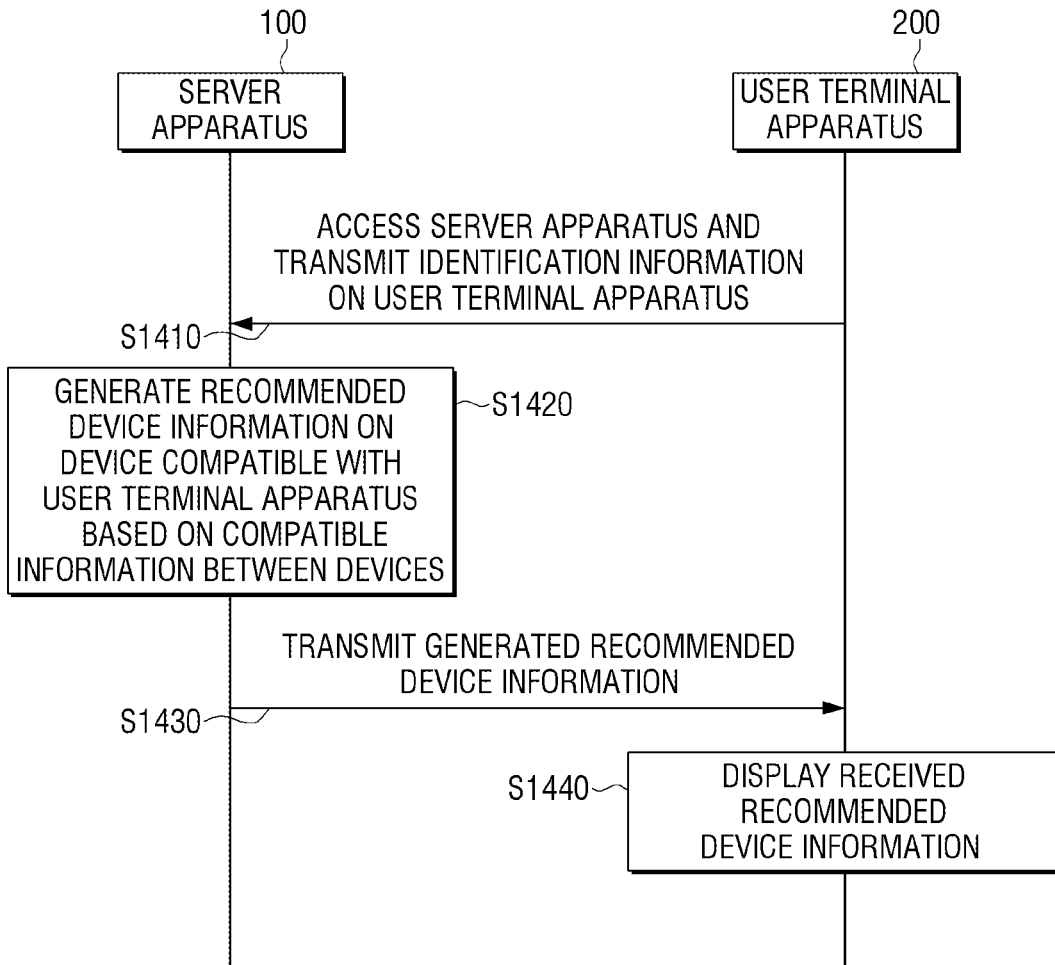 100
200
SERVER
APPARATUS
USER TERMINAL
APPARATUS
ACCESS SERVER APPARATUS AND
TRANSMIT IDENTIFICATION INFORMATION
ON USER TERMINAL APPARATUS
S1410
GENERATE RECOMMENDED
DEVICE INFORMATION ON
DEVICE COMPATIBLE WITH
USER TERMINAL APPARATUS
BASED ON COMPATIBLE
INFORMATION BETWEEN DEVICES
S1420
TRANSMIT GENERATED RECOMMENDED
DEVICE INFORMATION
S1430
S1440
DISPLAY RECEIVED
RECOMMENDED
DEVICE INFORMATION